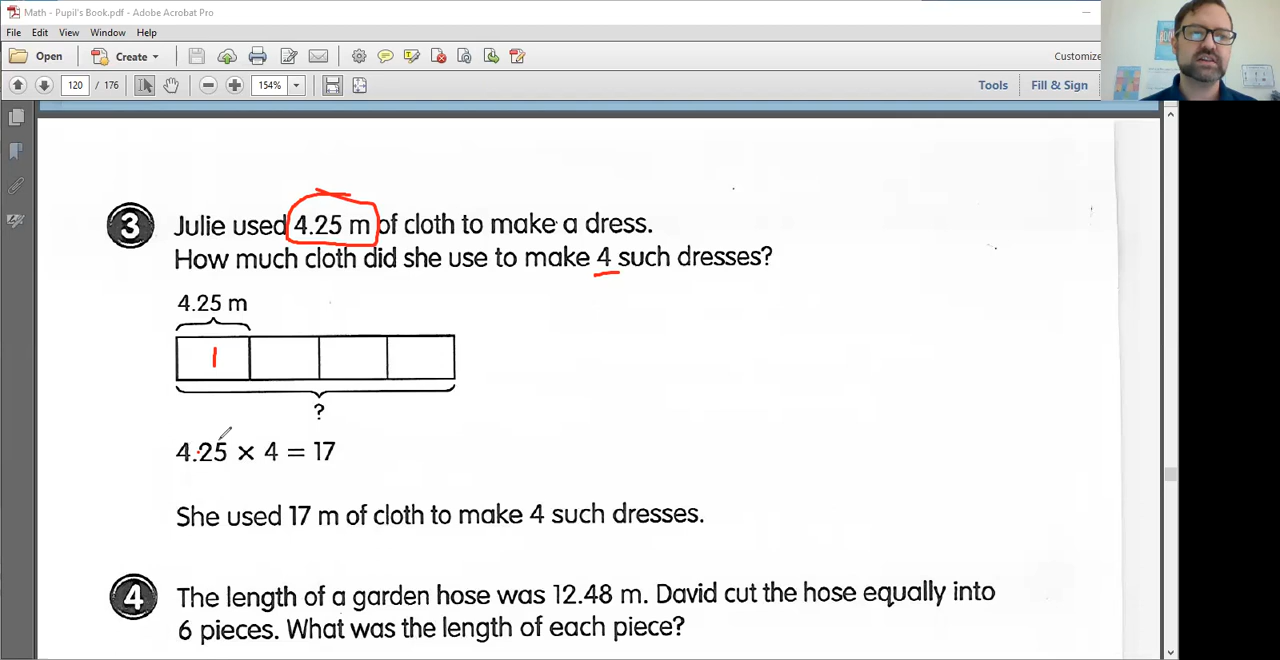 Math - Pupil's Book.pdf - Adobe Acrobat Pro
File Edit View Window Help
Open Create Customize
120 / 176 154% Tools Fill & Sign
3 Julie used 4.25 m of cloth to make a dress.
How much cloth did she use to make 4 such dresses?
4.25 m
1
?
4.25 × 4 = 17
She used 17 m of cloth to make 4 such dresses.
4 The length of a garden hose was 12.48 m. David cut the hose equally into
6 pieces. What was the length of each piece?